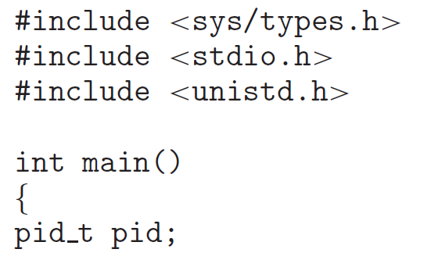 #include <sys/types.h>
#include <stdio.h>
#include <unistd.h>
int main()
{
pid_t pid;